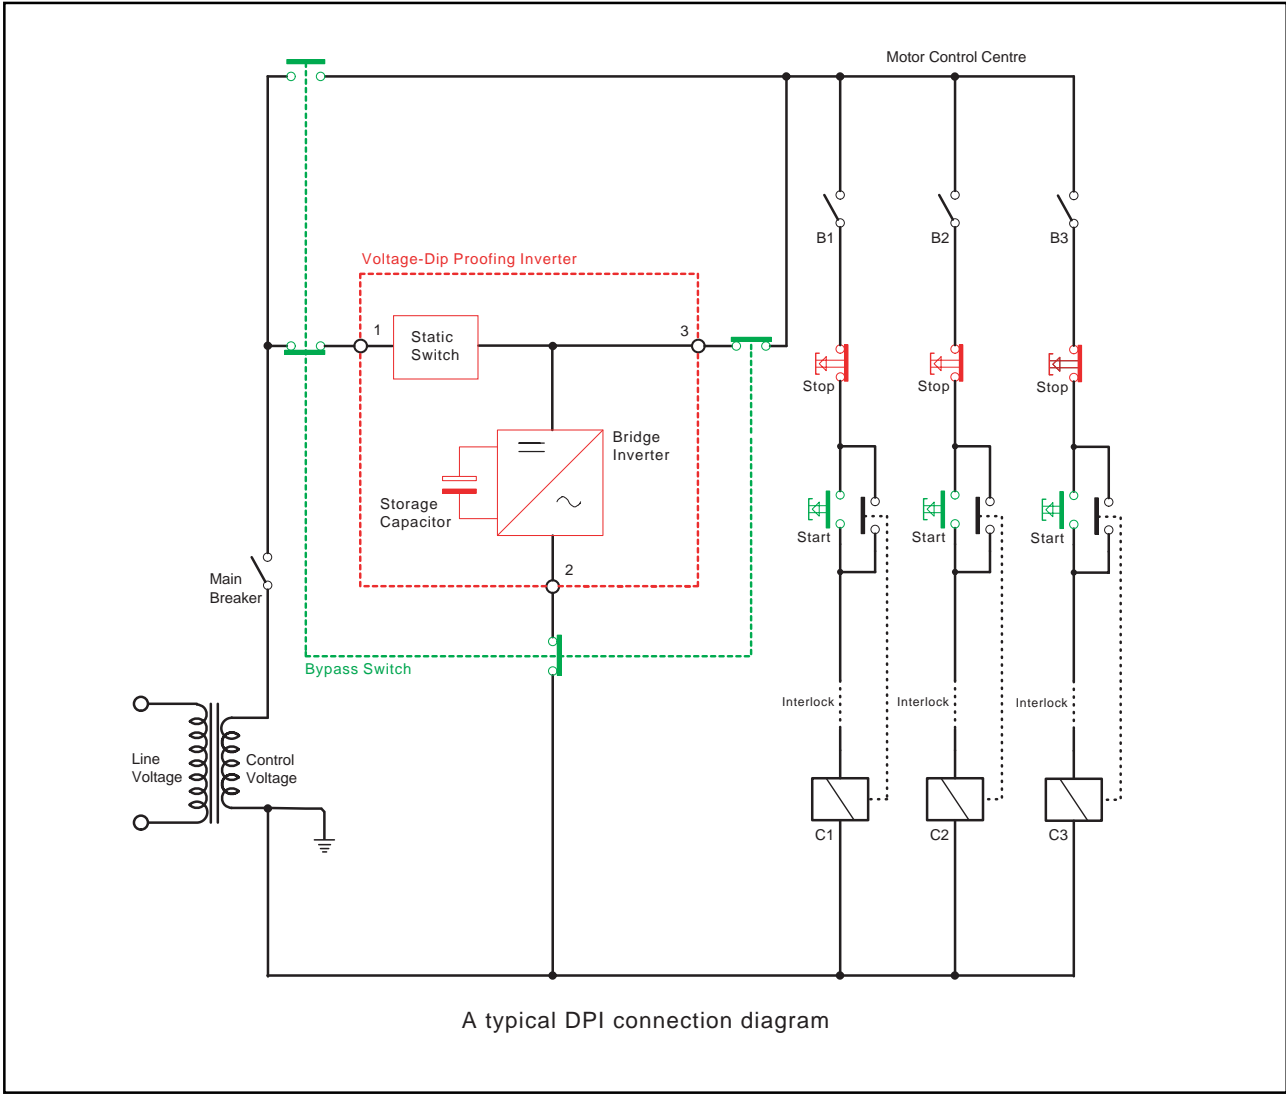 Motor Control Centre
B1
B2
B3
Voltage-Dip Proofing Inverter
1
Static
Switch
3
Stop
Stop
Stop
Bridge
Inverter
Storage
Capacitor
Start
Start
Start
2
Main
Breaker
Bypass Switch
Interlock
Interlock
Interlock
Line
Voltage
Control
Voltage
C1
C2
C3
A typical DPI connection diagram